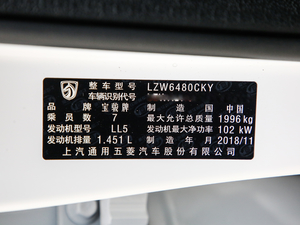 整车型号 LZW6480CKY
车辆识别代号
品牌 宝骏牌 制造国 中国
乘员数 7 最大允许总质量 1996kg
发动机型号 LL5 发动机最大净功率 102 kW
发动机排量 1.451 L 制造年月 2018/11
上汽通用五菱汽车股份有限公司